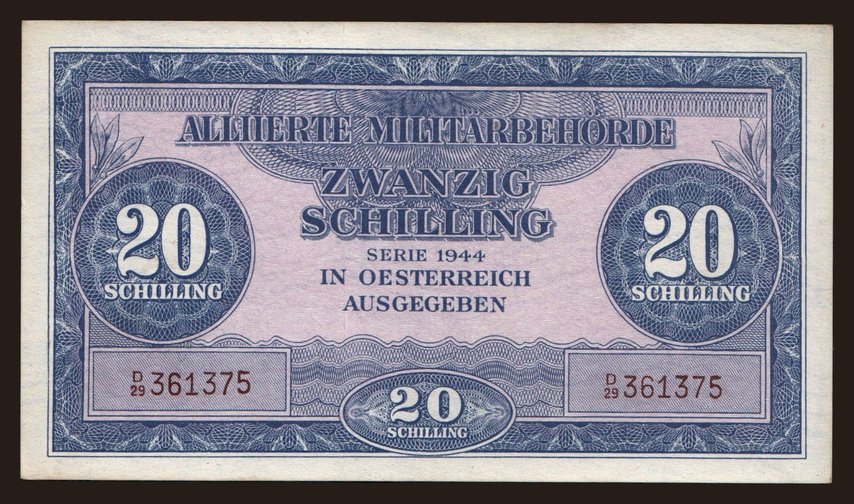 ALLIIERTE MILITÄRBEHÖRDE
ZWANZIG
SCHILLING
SERIE 1944
IN OESTERREICH
AUSGEGEBEN
20
SCHILLING
20
SCHILLING
D/29 361375
D/29 361375
20
SCHILLING